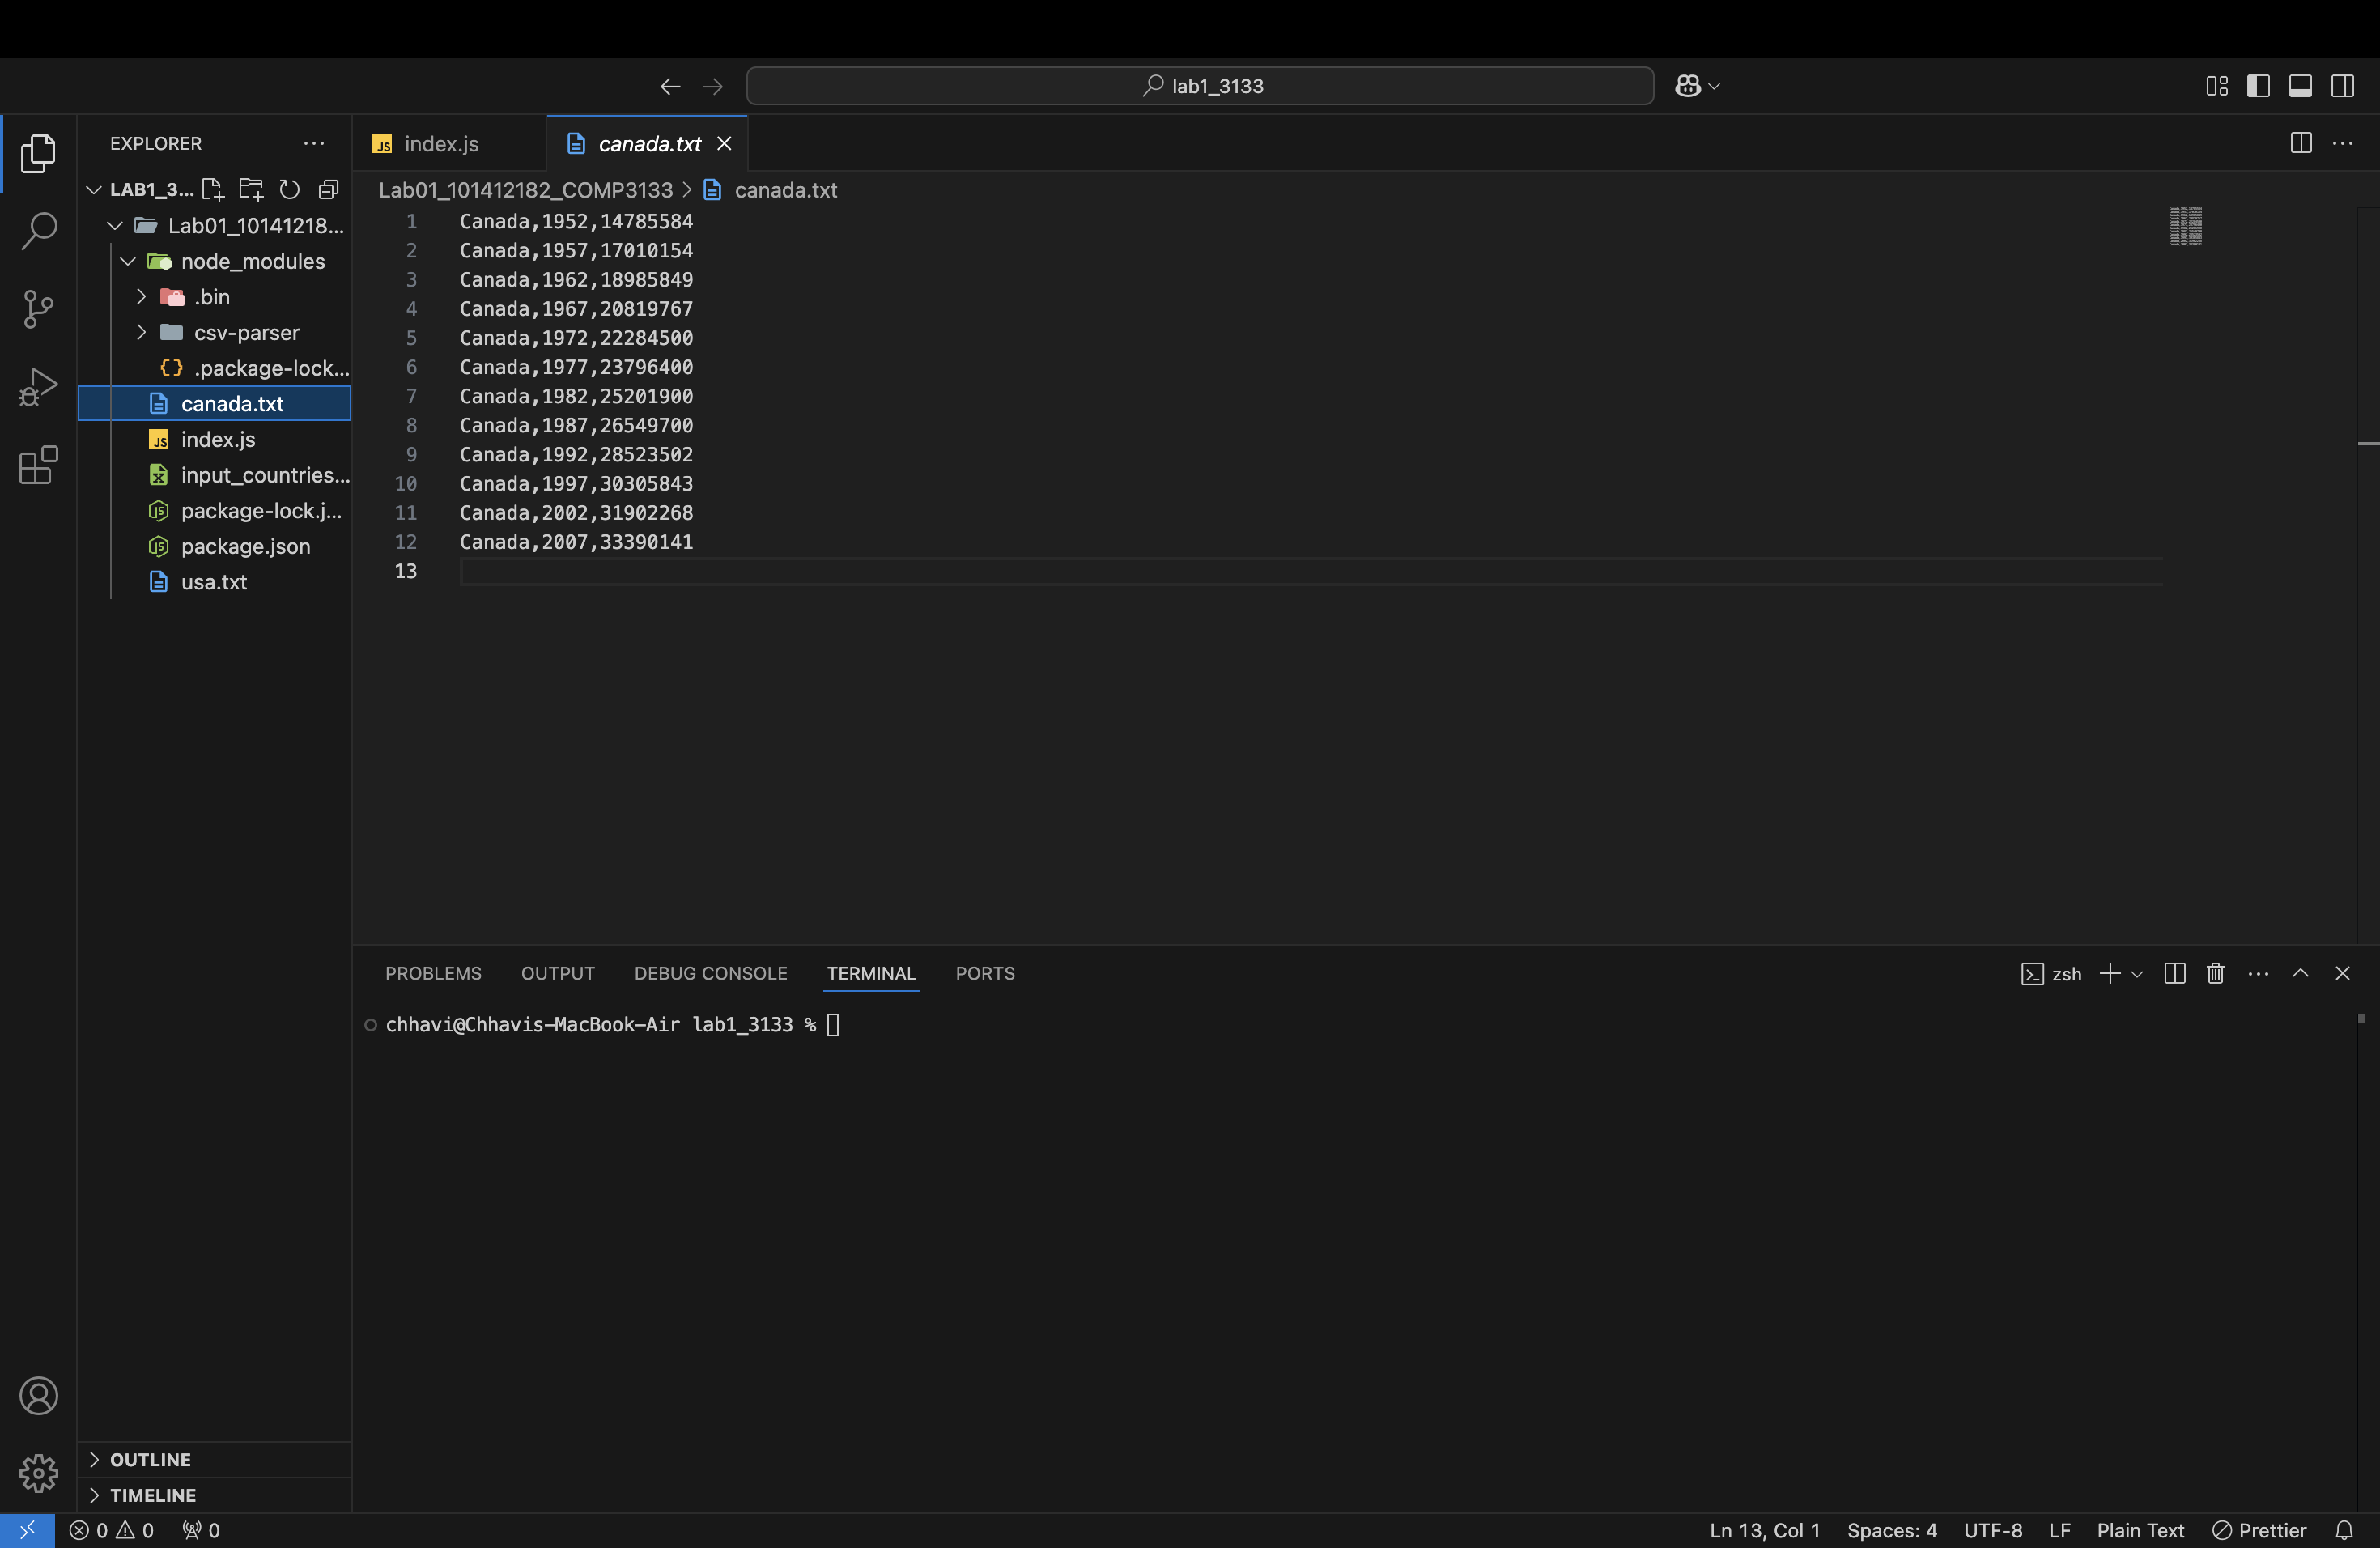 lab1_3133
EXPLORER
index.js
canada.txt
LAB1_3...
Lab01_101412182_COMP3133 > canada.txt
Lab01_10141218...
node_modules
.bin
csv-parser
.package-lock...
canada.txt
index.js
input_countries...
package-lock.j...
package.json
usa.txt
1 Canada,1952,14785584
2 Canada,1957,17010154
3 Canada,1962,18985849
4 Canada,1967,20819767
5 Canada,1972,22284500
6 Canada,1977,23796400
7 Canada,1982,25201900
8 Canada,1987,26549700
9 Canada,1992,28523502
10 Canada,1997,30305843
11 Canada,2002,31902268
12 Canada,2007,33390141
13
PROBLEMS OUTPUT DEBUG CONSOLE TERMINAL PORTS
zsh
chhavi@Chhavis-MacBook-Air lab1_3133 %
OUTLINE
TIMELINE
0 0 0
Ln 13, Col 1 Spaces: 4 UTF-8 LF Plain Text Prettier